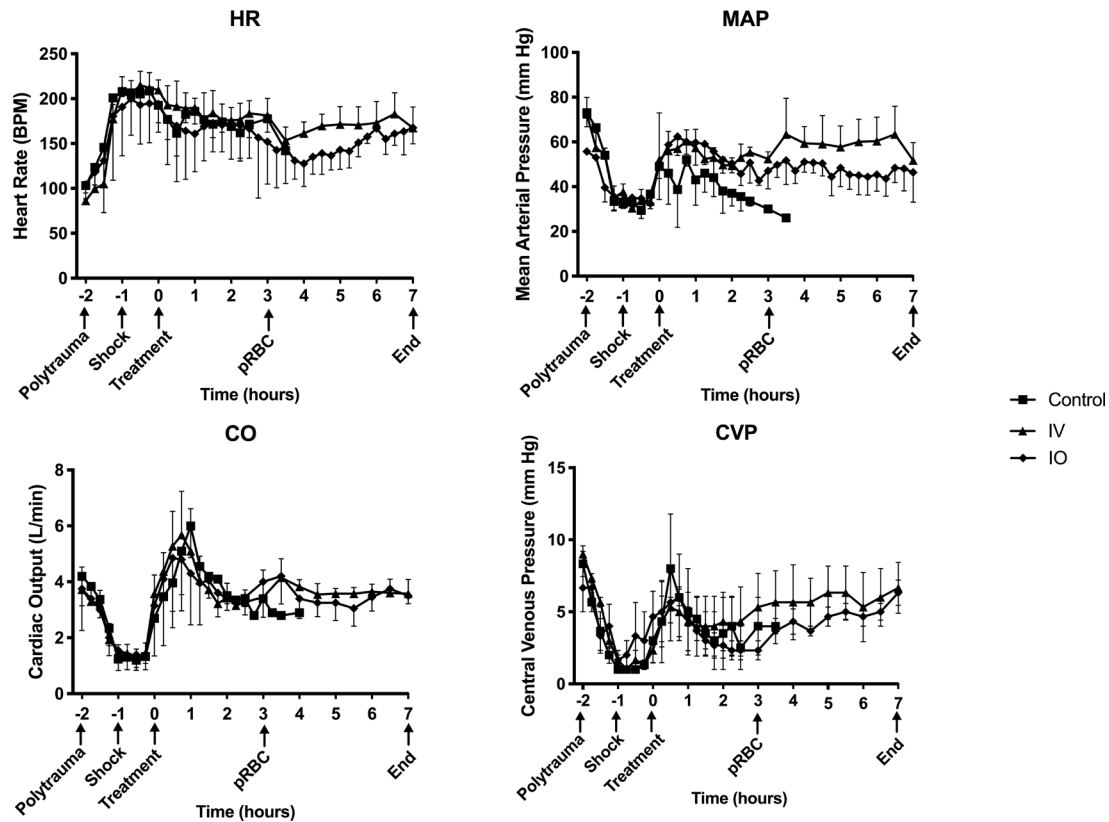 HR
Heart Rate (BPM)
250
200
150
100
50
0
-2 -1 0 1 2 3 4 5 6 7
Polytrauma
Shock
Treatment
pRBC
End
Time (hours)
MAP
Mean Arterial Pressure (mm Hg)
100
80
60
40
20
0
-2 -1 0 1 2 3 4 5 6 7
Polytrauma
Shock
Treatment
pRBC
End
Time (hours)
Control
IV
IO
CO
Cardiac Output (L/min)
8
6
4
2
0
-2 -1 0 1 2 3 4 5 6 7
Polytrauma
Shock
Treatment
pRBC
End
Time (hours)
CVP
Central Venous Pressure (mm Hg)
15
10
5
0
-2 -1 0 1 2 3 4 5 6 7
Polytrauma
Shock
Treatment
pRBC
End
Time (hours)